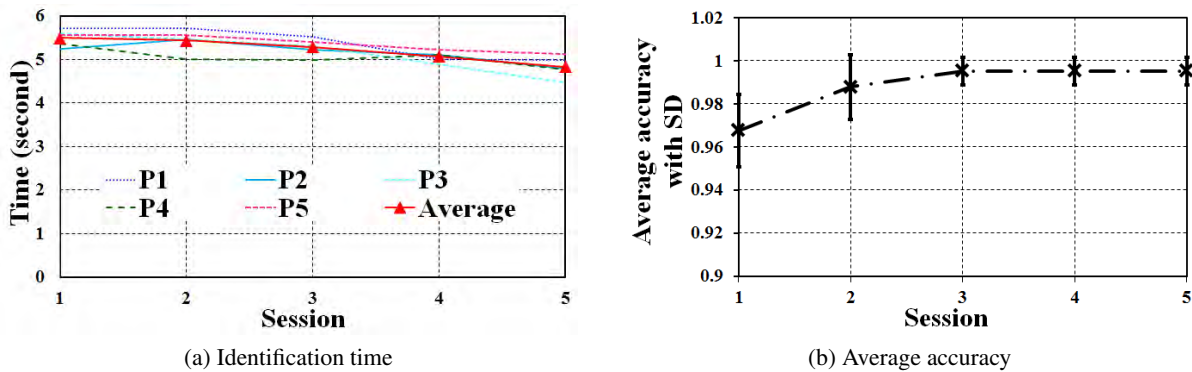 6
5
4
3
2
1
0
Time (second)
P1 P2 P3
P4 P5 Average
1 2 3 4 5
Session
(a) Identification time
1.02
1
0.98
0.96
0.94
0.92
0.9
Average accuracy
with SD
1 2 3 4 5
Session
(b) Average accuracy